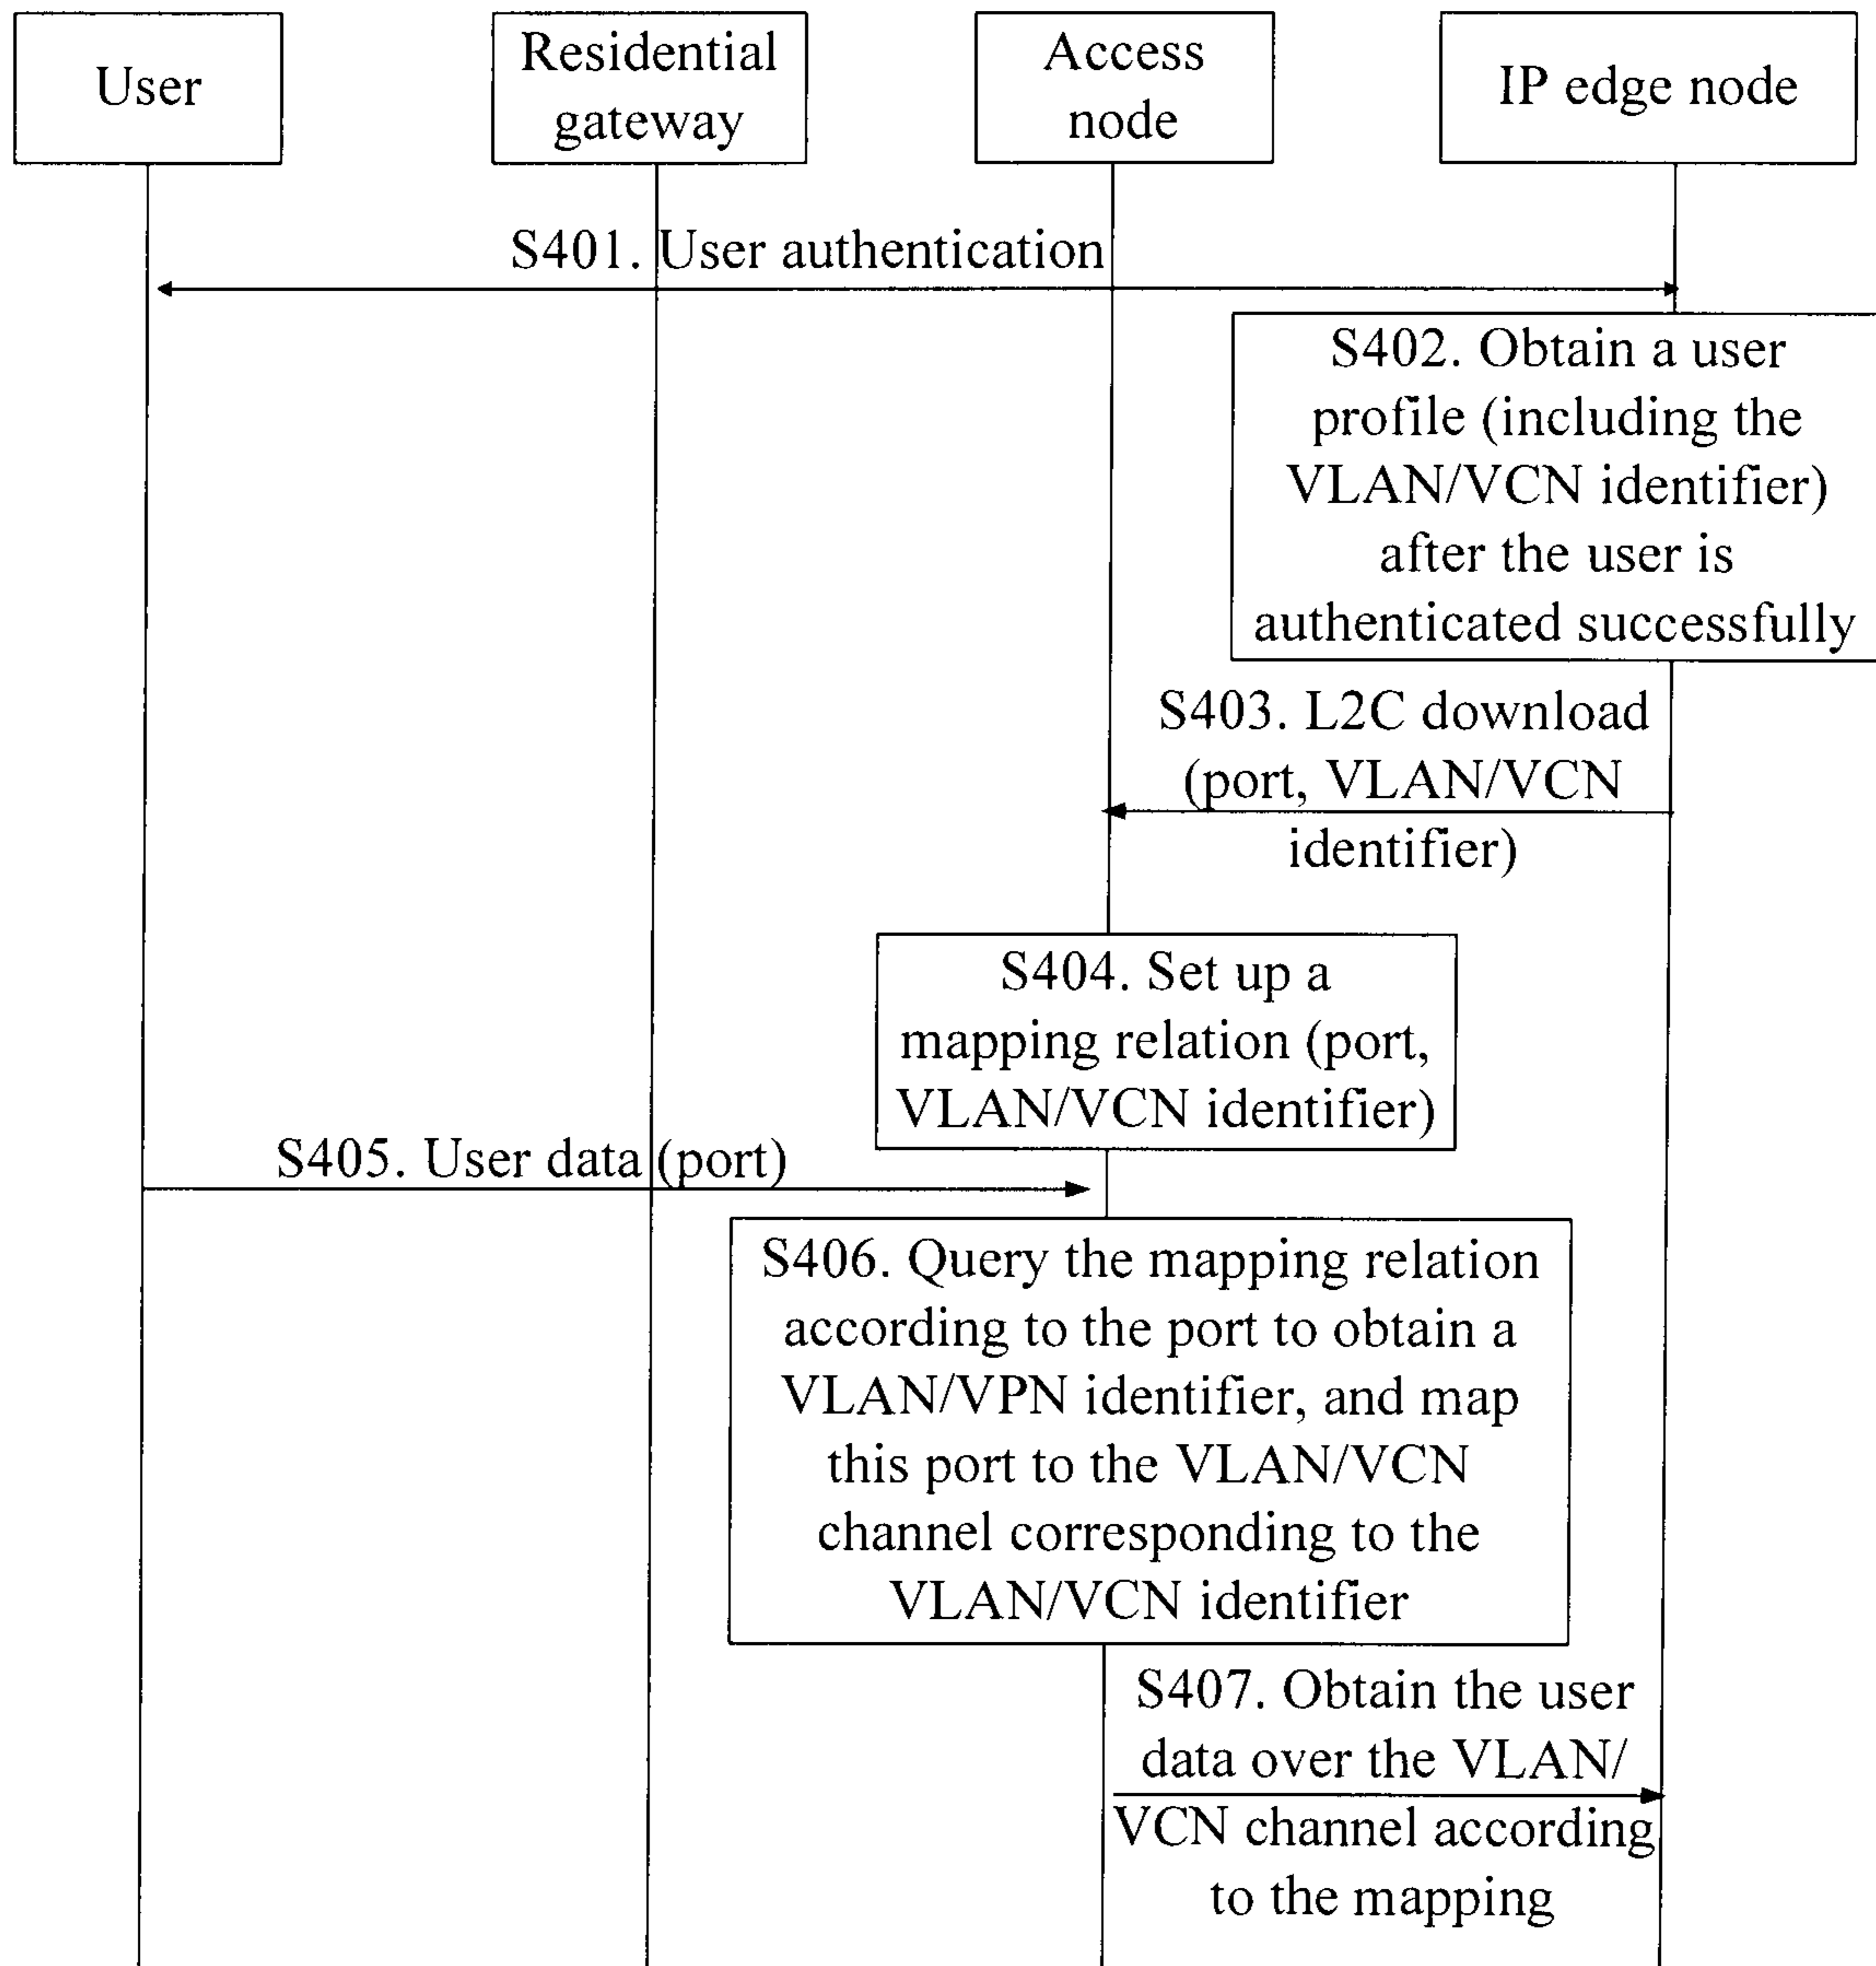 User
Residential
gateway
Access
node
IP edge node
S401. User authentication
S402. Obtain a user
profile (including the
VLAN/VCN identifier)
after the user is
authenticated successfully
S403. L2C download
(port, VLAN/VCN
identifier)
S404. Set up a
mapping relation (port,
VLAN/VCN identifier)
S405. User data (port)
S406. Query the mapping relation
according to the port to obtain a
VLAN/VPN identifier, and map
this port to the VLAN/VCN
channel corresponding to the
VLAN/VCN identifier
S407. Obtain the user
data over the VLAN/
VCN channel according
to the mapping